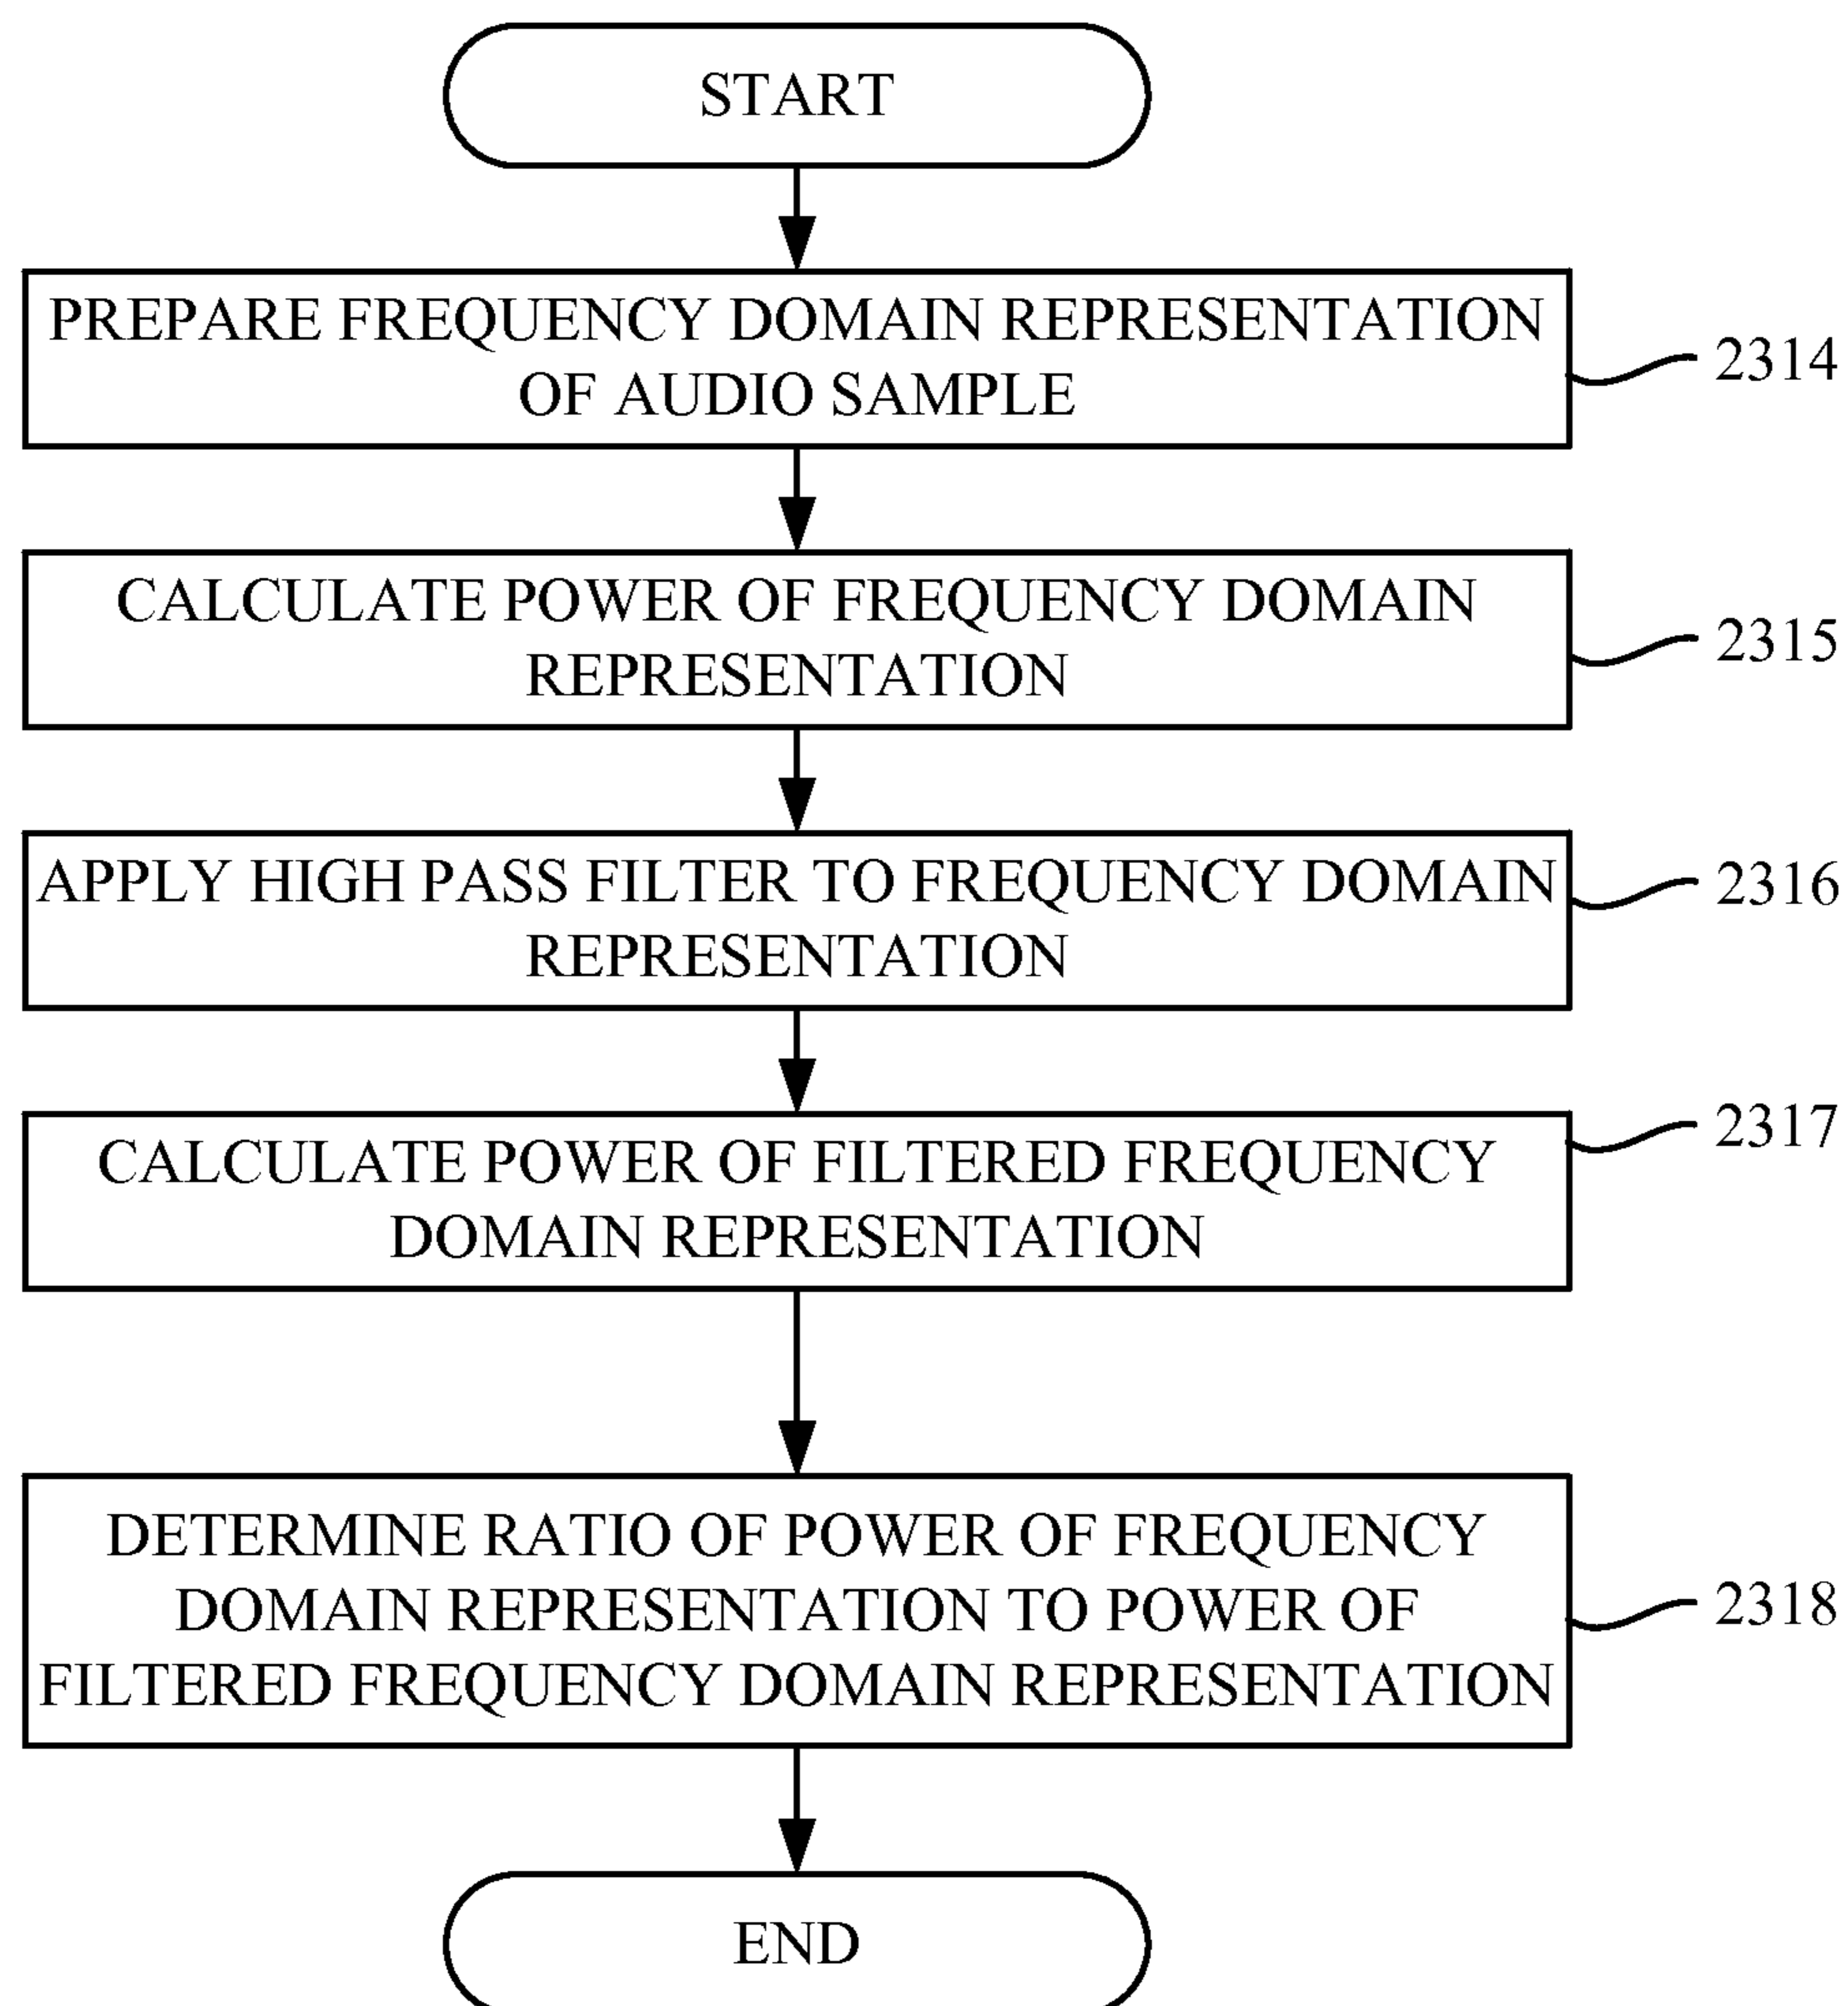 START
PREPARE FREQUENCY DOMAIN REPRESENTATION
OF AUDIO SAMPLE
2314
CALCULATE POWER OF FREQUENCY DOMAIN
REPRESENTATION
2315
APPLY HIGH PASS FILTER TO FREQUENCY DOMAIN
REPRESENTATION
2316
CALCULATE POWER OF FILTERED FREQUENCY
DOMAIN REPRESENTATION
2317
DETERMINE RATIO OF POWER OF FREQUENCY
DOMAIN REPRESENTATION TO POWER OF
FILTERED FREQUENCY DOMAIN REPRESENTATION
2318
END